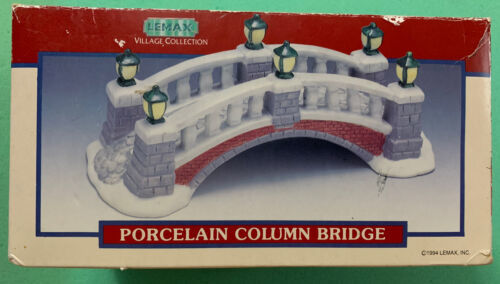 LEMAX
VILLAGE COLLECTION
PORCELAIN COLUMN BRIDGE
©1994 LEMAX, INC.